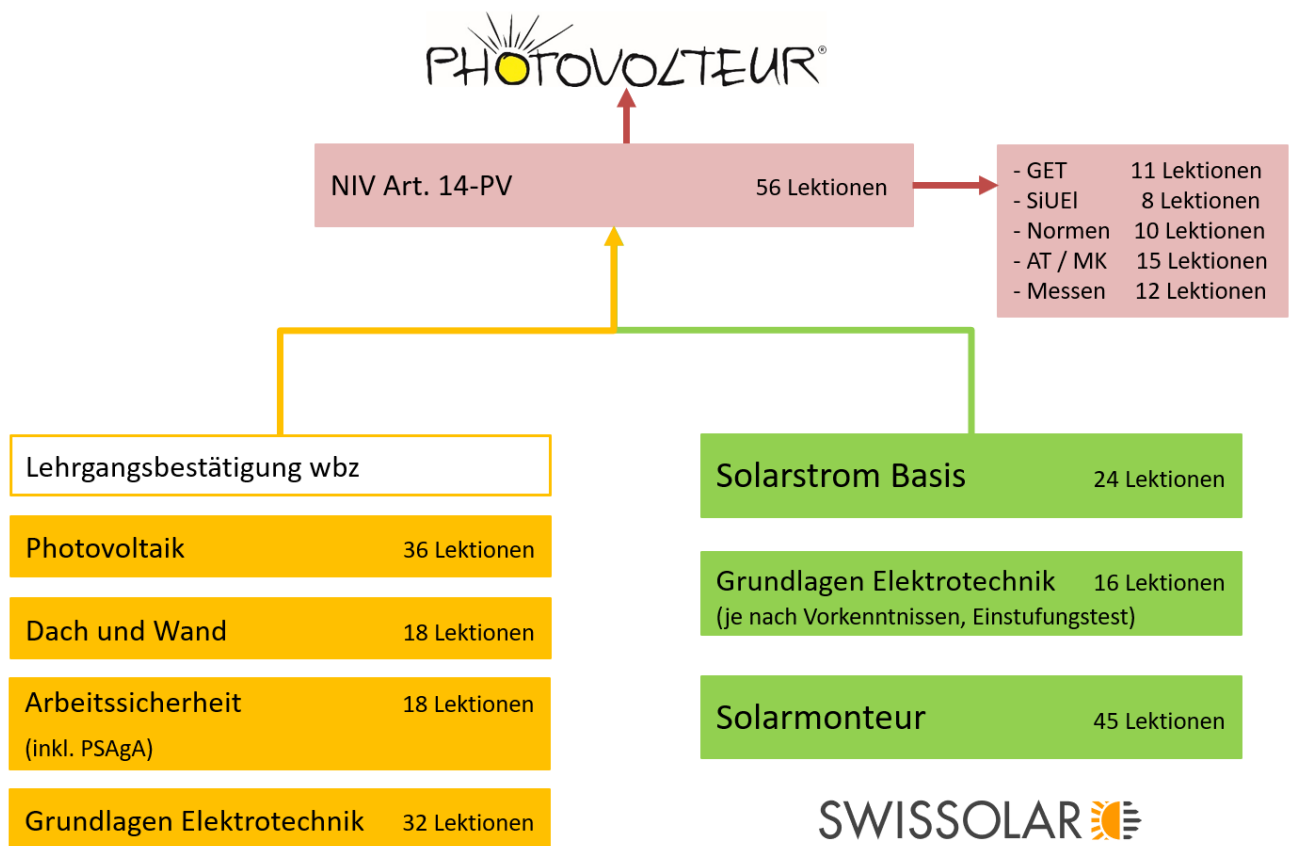 PHOTOVOLTEUR®
NIV Art. 14-PV 56 Lektionen
- GET 11 Lektionen
- SiUEl 8 Lektionen
- Normen 10 Lektionen
- AT / MK 15 Lektionen
- Messen 12 Lektionen
Lehrgangsbestätigung wbz
Photovoltaik 36 Lektionen
Dach und Wand 18 Lektionen
Arbeitssicherheit 18 Lektionen
(inkl. PSAgA)
Grundlagen Elektrotechnik 32 Lektionen
Solarstrom Basis 24 Lektionen
Grundlagen Elektrotechnik 16 Lektionen
(je nach Vorkenntnissen, Einstufungstest)
Solarmonteur 45 Lektionen
SWISSOLAR